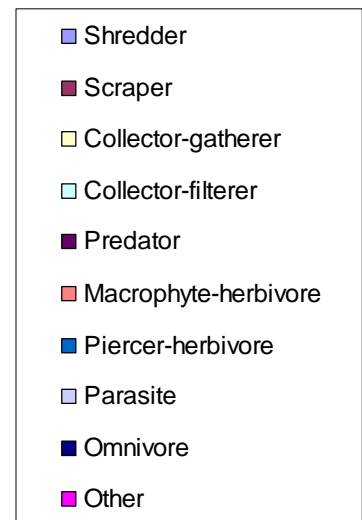 Shredder
Scraper
Collector-gatherer
Collector-filterer
Predator
Macrophyte-herbivore
Piercer-herbivore
Parasite
Omnivore
Other